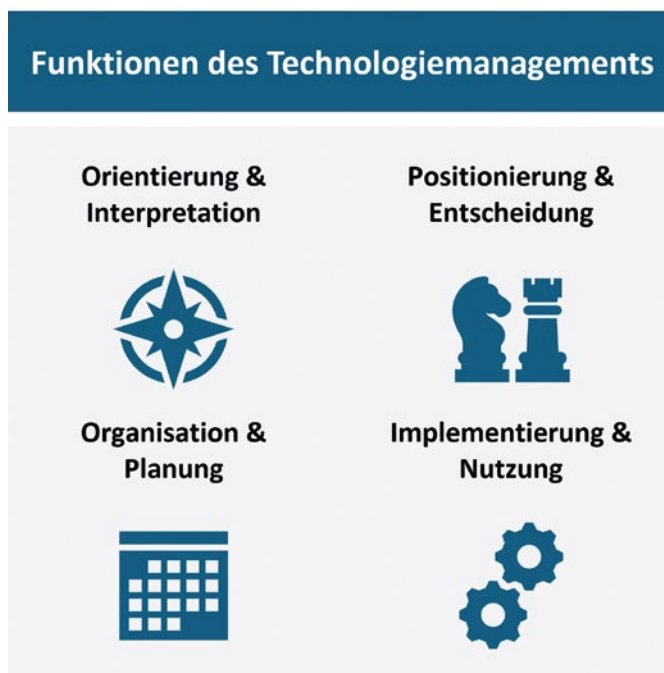 Funktionen des Technologiemanagements
Orientierung &
Interpretation
Positionierung &
Entscheidung
Organisation &
Planung
Implementierung &
Nutzung